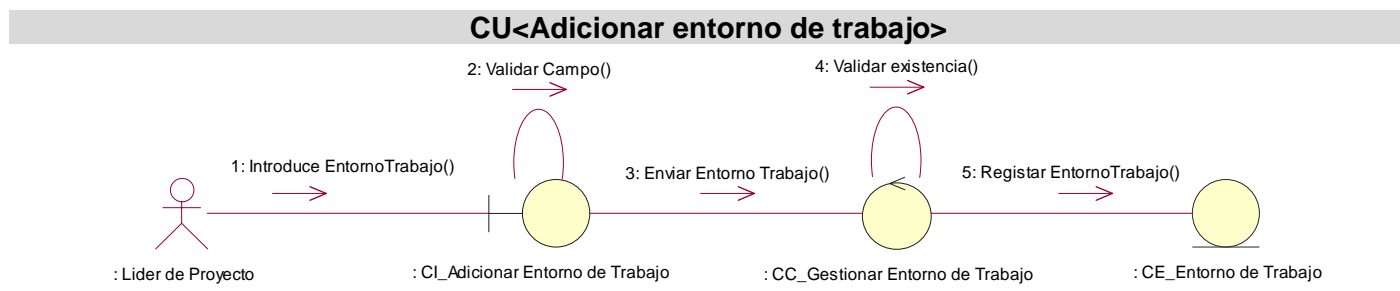 CU<Adicionar entorno de trabajo>
2: Validar Campo()
4: Validar existencia()
1: Introduce EntornoTrabajo()
3: Enviar Entorno Trabajo()
5: Registar EntornoTrabajo()
: Lider de Proyecto
: CI_Adicionar Entorno de Trabajo
: CC_Gestionar Entorno de Trabajo
: CE_Entorno de Trabajo